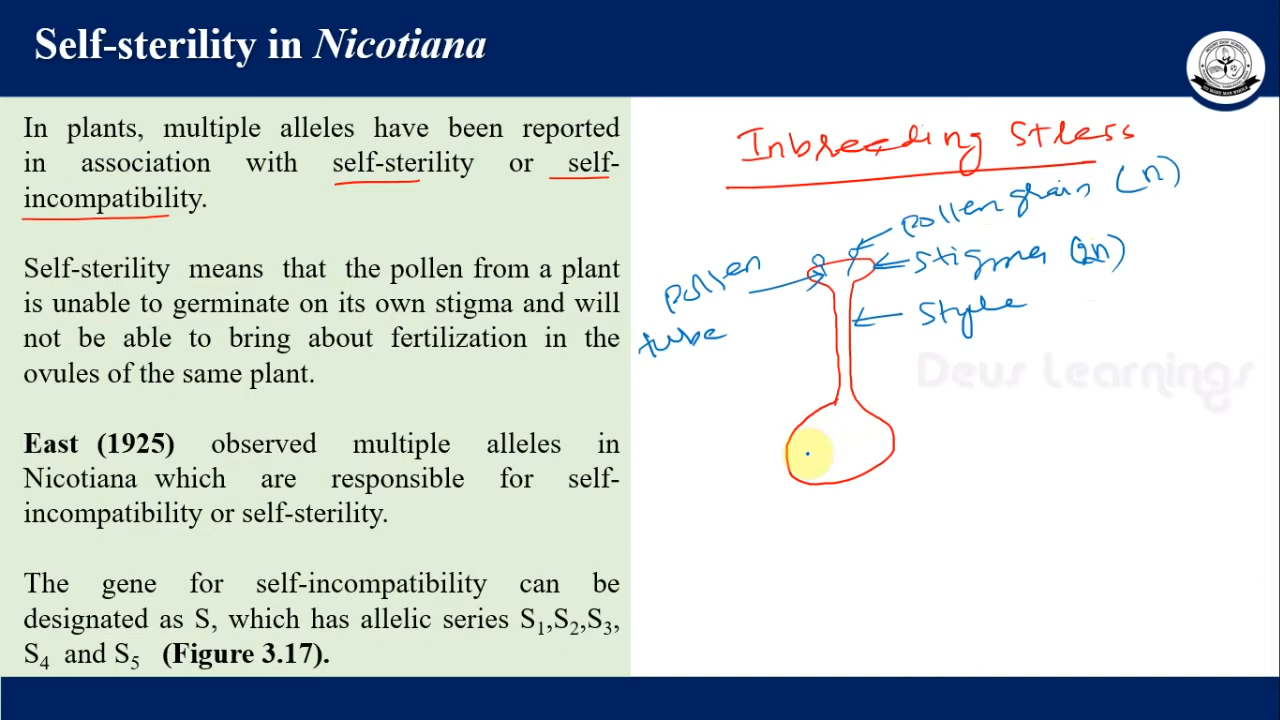 Self-sterility in Nicotiana
In plants, multiple alleles have been reported
in association with self-sterility or self-
incompatibility.
Self-sterility means that the pollen from a plant
is unable to germinate on its own stigma and will
not be able to bring about fertilization in the
ovules of the same plant.
East (1925) observed multiple alleles in
Nicotiana which are responsible for self-
incompatibility or self-sterility.
The gene for self-incompatibility can be
designated as S, which has allelic series S₁,S₂,S₃,
S₄ and S₅ (Figure 3.17).
Inbreeding stress
pollen grain (n)
stigma (2n)
style
pollen
tube
Deus Learnings